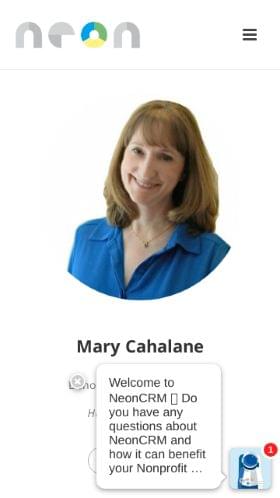 neon
Mary Cahalane
Welcome to
NeonCRM ▯ Do
you have any
questions about
NeonCRM and
how it can benefit
your Nonprofit ...
1